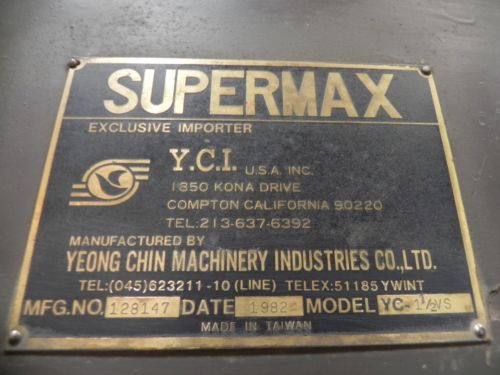 SUPERMAX
EXCLUSIVE IMPORTER
Y.C.I. U.S.A. INC.
1350 KONA DRIVE
COMPTON CALIFORNIA 90220
TEL:213-637-6392
MANUFACTURED BY
YEONG CHIN MACHINERY INDUSTRIES CO.,LTD.
TEL:(045)623211-10 (LINE) TELEX:51185 YWINT
MFG.NO. 128147 DATE 1982 MODEL YC-1½VS
MADE IN TAIWAN